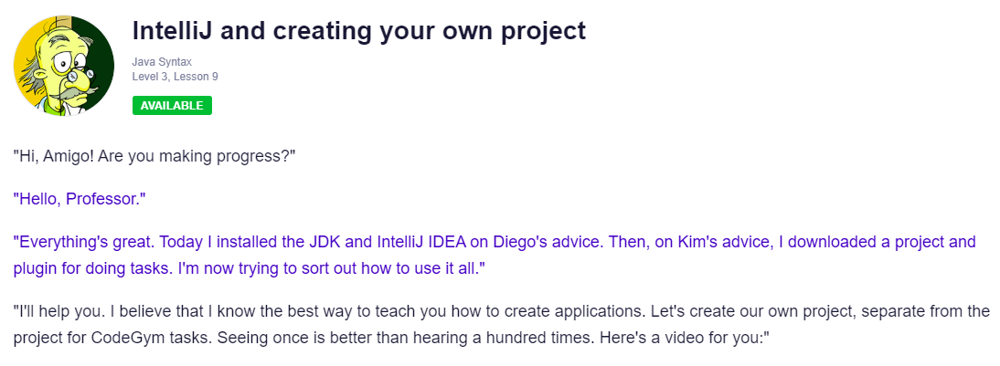 IntelliJ and creating your own project
Java Syntax
Level 3, Lesson 9
AVAILABLE
"Hi, Amigo! Are you making progress?"
"Hello, Professor."
"Everything's great. Today I installed the JDK and IntelliJ IDEA on Diego's advice. Then, on Kim's advice, I downloaded a project and
plugin for doing tasks. I'm now trying to sort out how to use it all."
"I'll help you. I believe that I know the best way to teach you how to create applications. Let's create our own project, separate from the
project for CodeGym tasks. Seeing once is better than hearing a hundred times. Here's a video for you:"